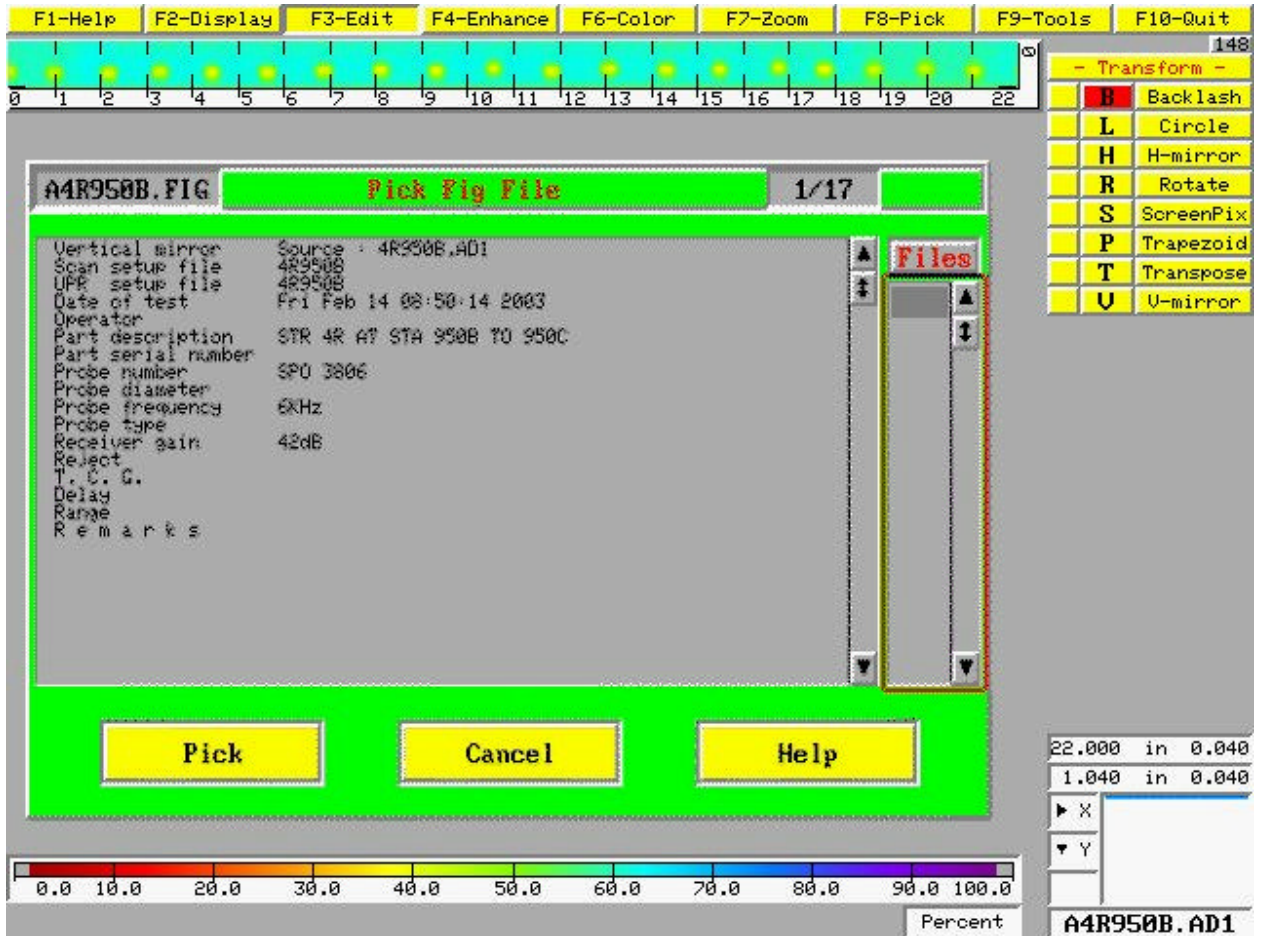 F1-Help F2-Display F3-Edit F4-Enhance F6-Color F7-Zoom F8-Pick F9-Tools F10-Quit
148
0 1 2 3 4 5 6 7 8 9 10 11 12 13 14 15 16 17 18 19 20 22
- Transform -
B Backlash
L Circle
H H-mirror
R Rotate
S ScreenPix
P Trapezoid
T Transpose
V V-mirror
A4R950B.FIG Pick Fig File 1/17
Files
Vertical mirror Source : 4R950B.AD1
Scan setup file 4R950B
UPR setup file 4R950B
Date of test Fri Feb 14 08:50:14 2003
Operator
Part description STR 4R AT STA 950B TO 950C
Part serial number
Probe number SPO 3806
Probe diameter
Probe frequency 6KHz
Probe type
Receiver gain 42dB
Reject
T. C. G.
Delay
Range
R e m a r k s
Pick Cancel Help
22.000 in 0.040
1.040 in 0.040
X
Y
0.0 10.0 20.0 30.0 40.0 50.0 60.0 70.0 80.0 90.0 100.0
Percent
A4R950B.AD1